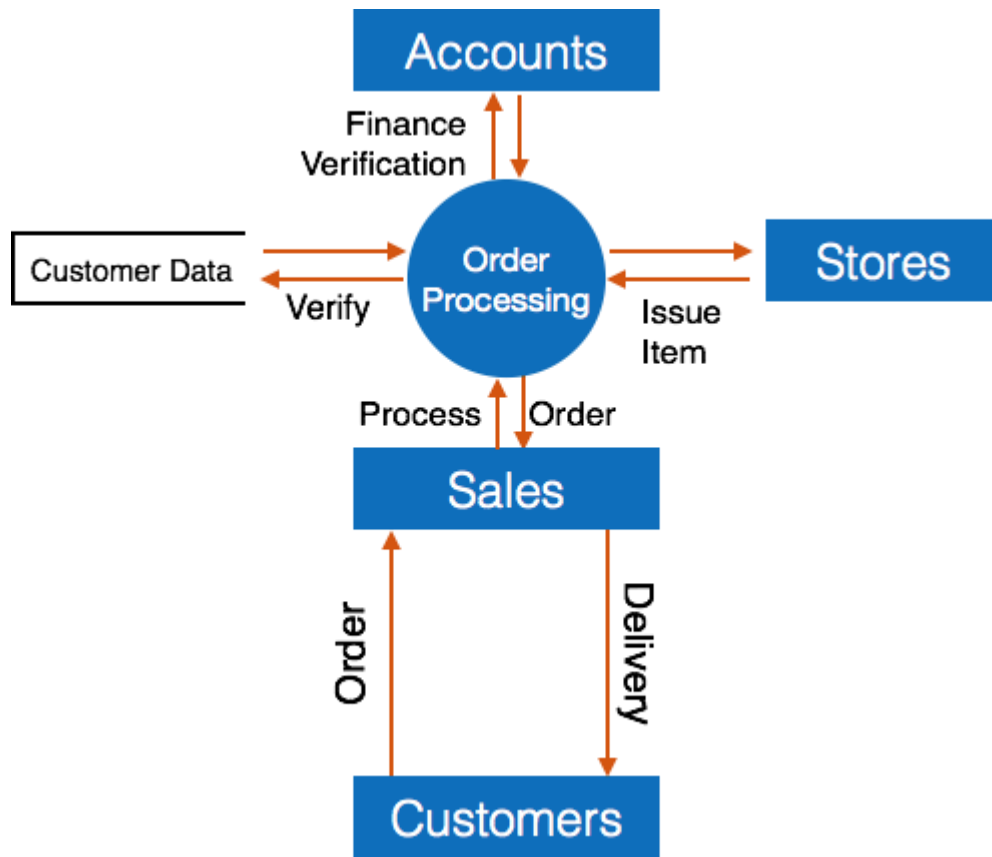 Accounts
Finance
Verification
Customer Data
Verify
Order
Processing
Stores
Issue
Item
Process
Order
Sales
Order
Delivery
Customers